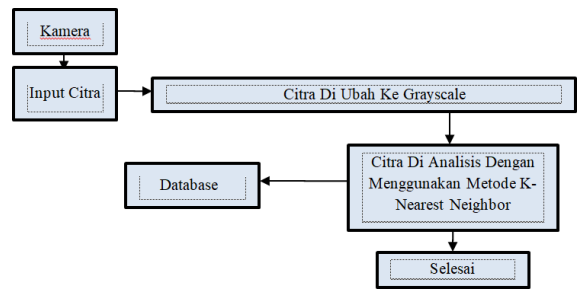 Kamera
Input Citra
Citra Di Ubah Ke Grayscale
Citra Di Analisis Dengan
Menggunakan Metode K-
Nearest Neighbor
Database
Selesai